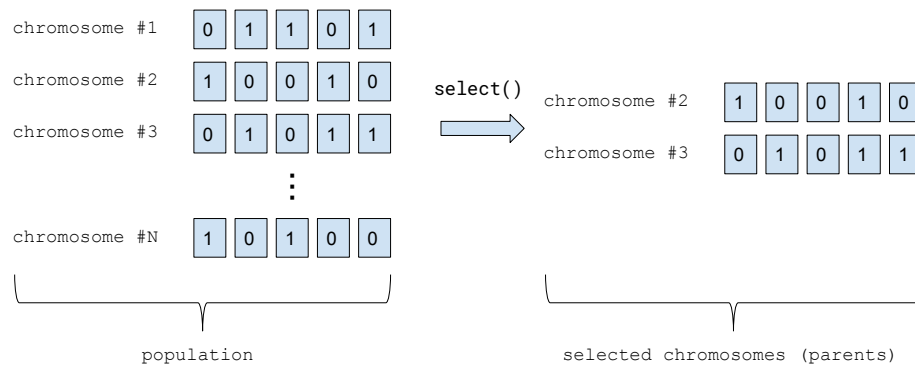 chromosome #1 0 1 1 0 1
chromosome #2 1 0 0 1 0
chromosome #3 0 1 0 1 1
chromosome #N 1 0 1 0 0
population
select()
chromosome #2 1 0 0 1 0
chromosome #3 0 1 0 1 1
selected chromosomes (parents)